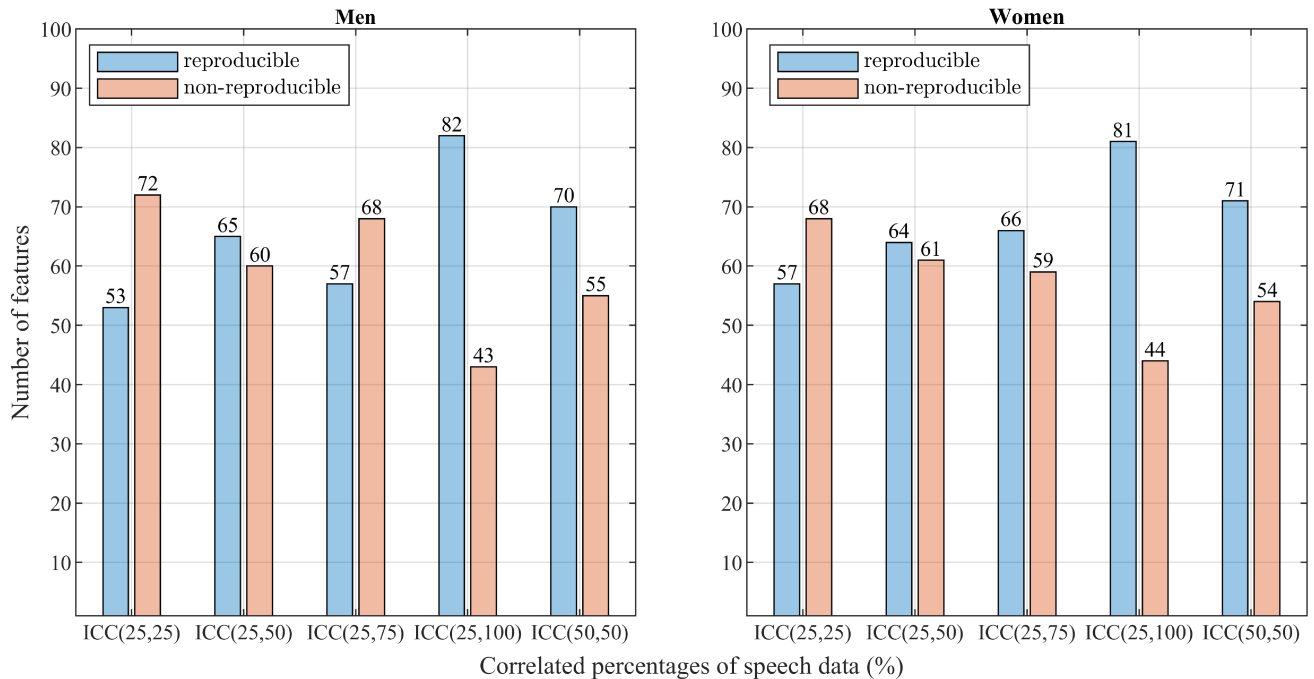 Men
100
90
80
70
60
50
40
30
20
10
Number of features
reproducible
non-reproducible
53
72
65
60
57
68
82
43
70
55
ICC(25,25)
ICC(25,50)
ICC(25,75)
ICC(25,100)
ICC(50,50)
Women
100
90
80
70
60
50
40
30
20
10
reproducible
non-reproducible
57
68
64
61
66
59
81
44
71
54
ICC(25,25)
ICC(25,50)
ICC(25,75)
ICC(25,100)
ICC(50,50)
Correlated percentages of speech data (%)